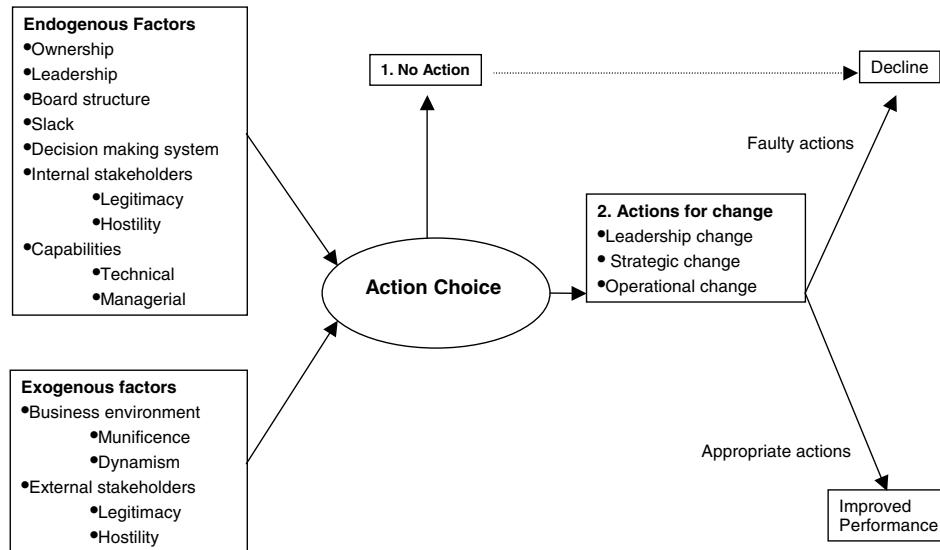 Endogenous Factors
•Ownership
•Leadership
•Board structure
•Slack
•Decision making system
•Internal stakeholders
•Legitimacy
•Hostility
•Capabilities
•Technical
•Managerial
Exogenous factors
•Business environment
•Munificence
•Dynamism
•External stakeholders
•Legitimacy
•Hostility
Action Choice
1. No Action
2. Actions for change
•Leadership change
• Strategic change
•Operational change
Faulty actions
Decline
Appropriate actions
Improved
Performance